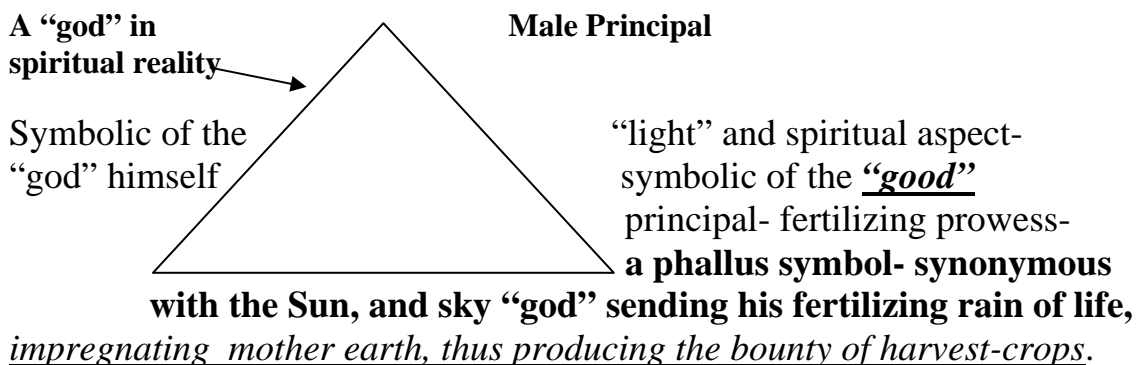 A “god” in
spiritual reality
Male Principal
Symbolic of the
“god” himself
“light” and spiritual aspect-
symbolic of the “good”
principal- fertilizing prowess-
a phallus symbol- synonymous
with the Sun, and sky “god” sending his fertilizing rain of life,
impregnating mother earth, thus producing the bounty of harvest-crops.